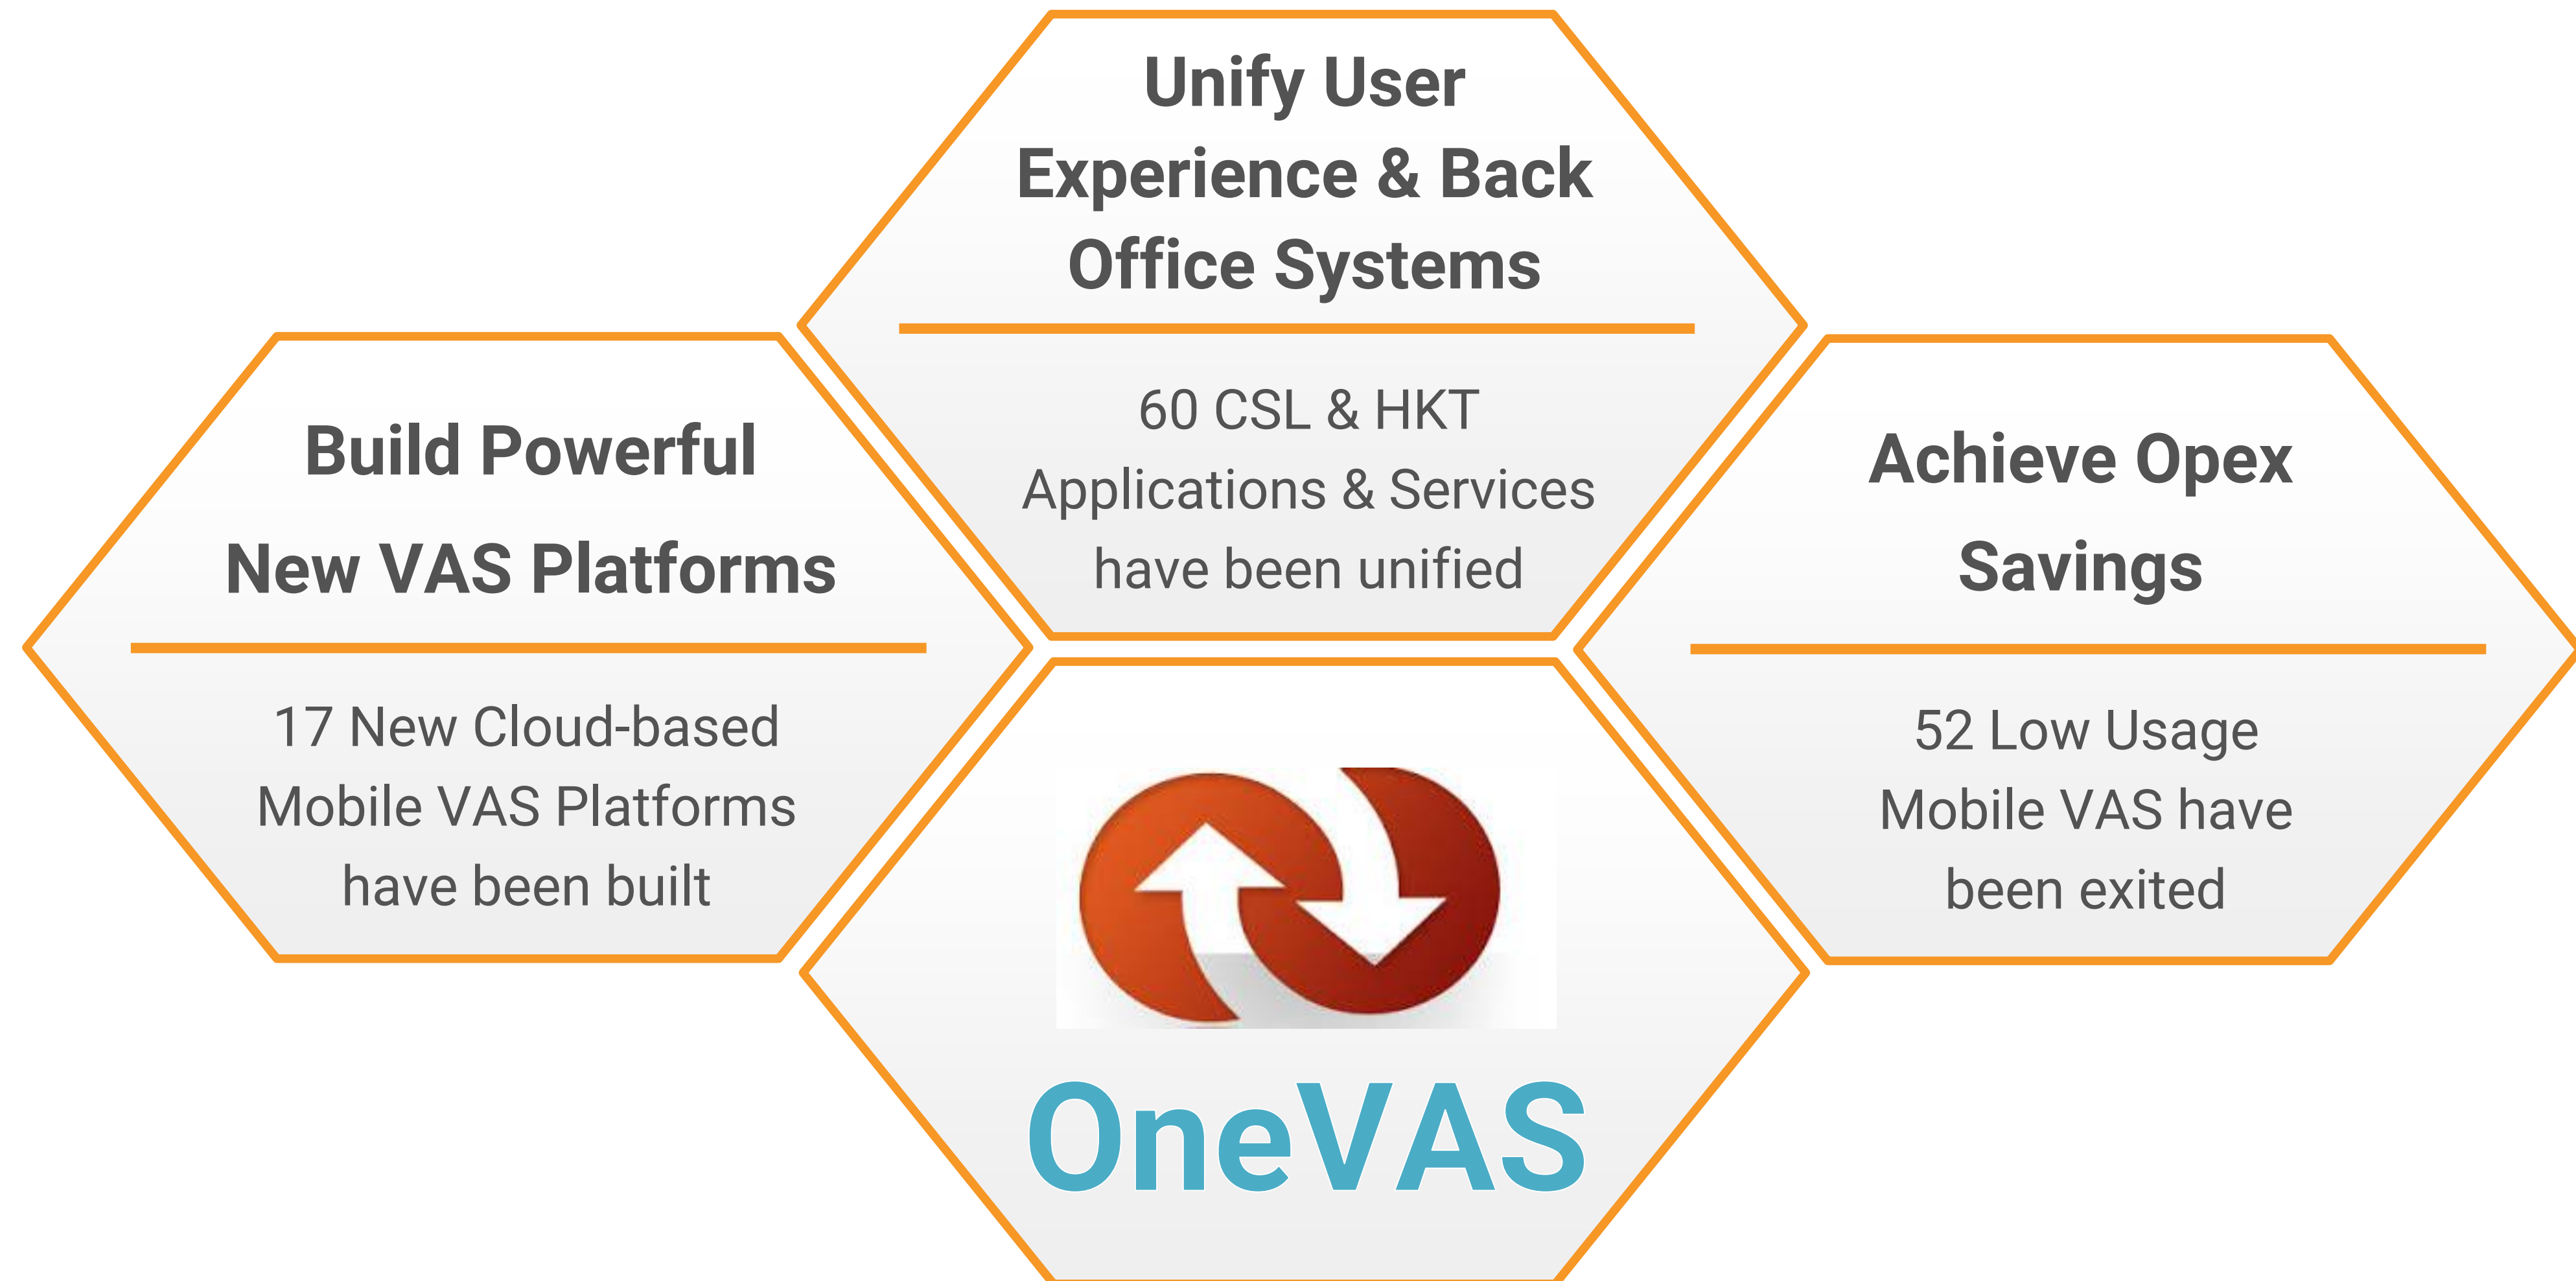 Unify User
Experience & Back
Office Systems
60 CSL & HKT
Applications & Services
have been unified
Build Powerful
New VAS Platforms
17 New Cloud-based
Mobile VAS Platforms
have been built
Achieve Opex
Savings
52 Low Usage
Mobile VAS have
been exited
OneVAS